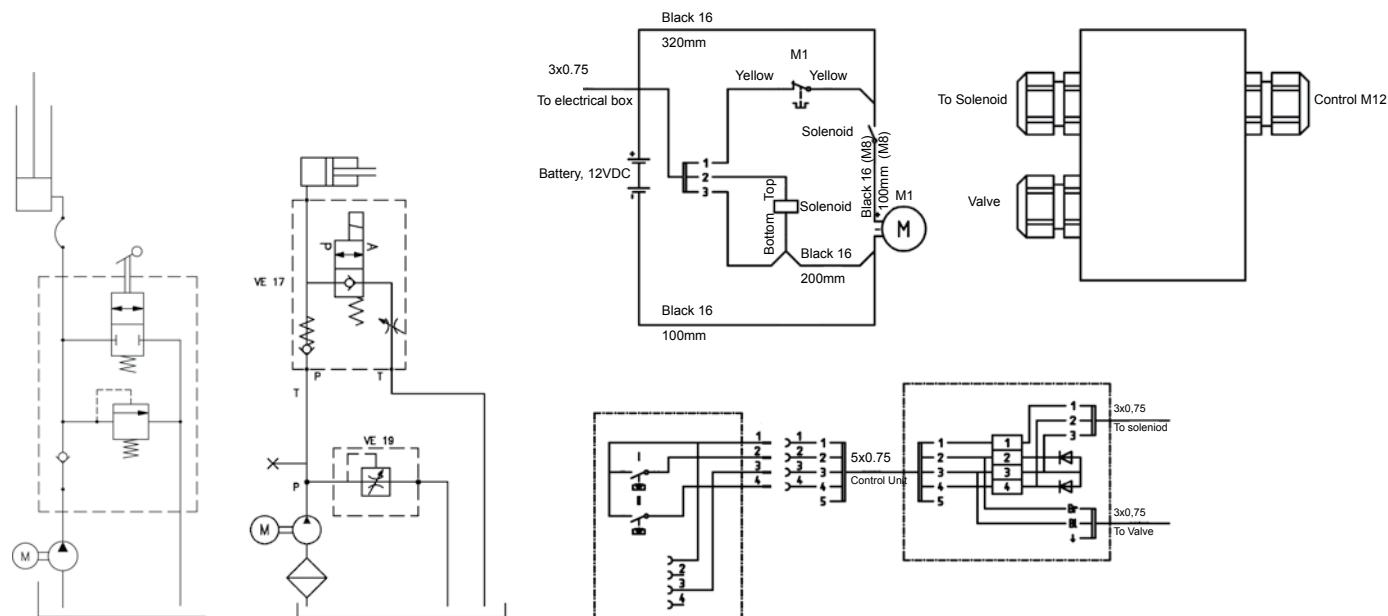 M
VE 17
A
P
P
T
T
VE 19
P
M
Black 16
320mm
M1
3x0.75
Yellow
Yellow
To electrical box
Solenoid
Battery, 12VDC
+
-
1
2
3
Top
Bottom
Solenoid
Black 16 (M8)
100mm (M8)
M1
+
-
M
Black 16
200mm
Black 16
100mm
To Solenoid
Control M12
Valve
I
II
1
2
3
4
2
3
4
1
2
3
4
1
2
3
4
5
5x0.75
Control Unit
1
2
3
4
5
1
2
3
4
1
2
3
3x0,75
To soleniod
Br
Bl
3x0,75
To Valve